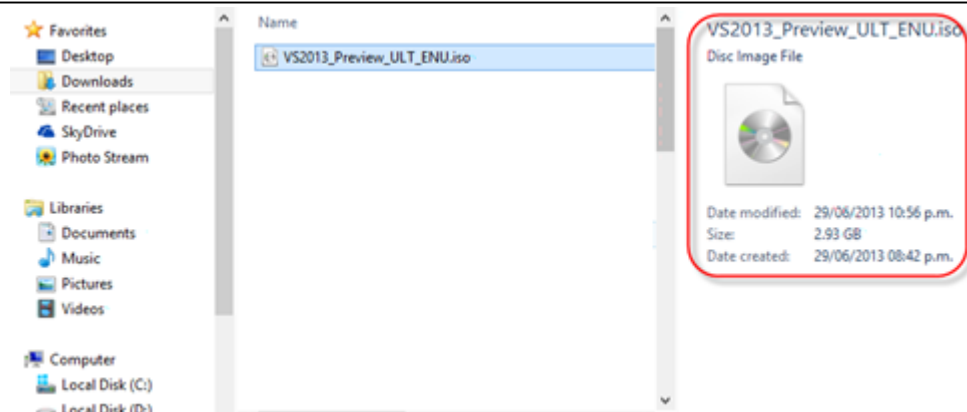 Favorites
Desktop
Downloads
Recent places
SkyDrive
Photo Stream
Libraries
Documents
Music
Pictures
Videos
Computer
Local Disk (C:)
Local Disk (D:)
Name
VS2013_Preview_ULT_ENU.iso
VS2013_Preview_ULT_ENU.iso
Disc Image File
Date modified: 29/06/2013 10:56 p.m.
Size: 2.93 GB
Date created: 29/06/2013 08:42 p.m.